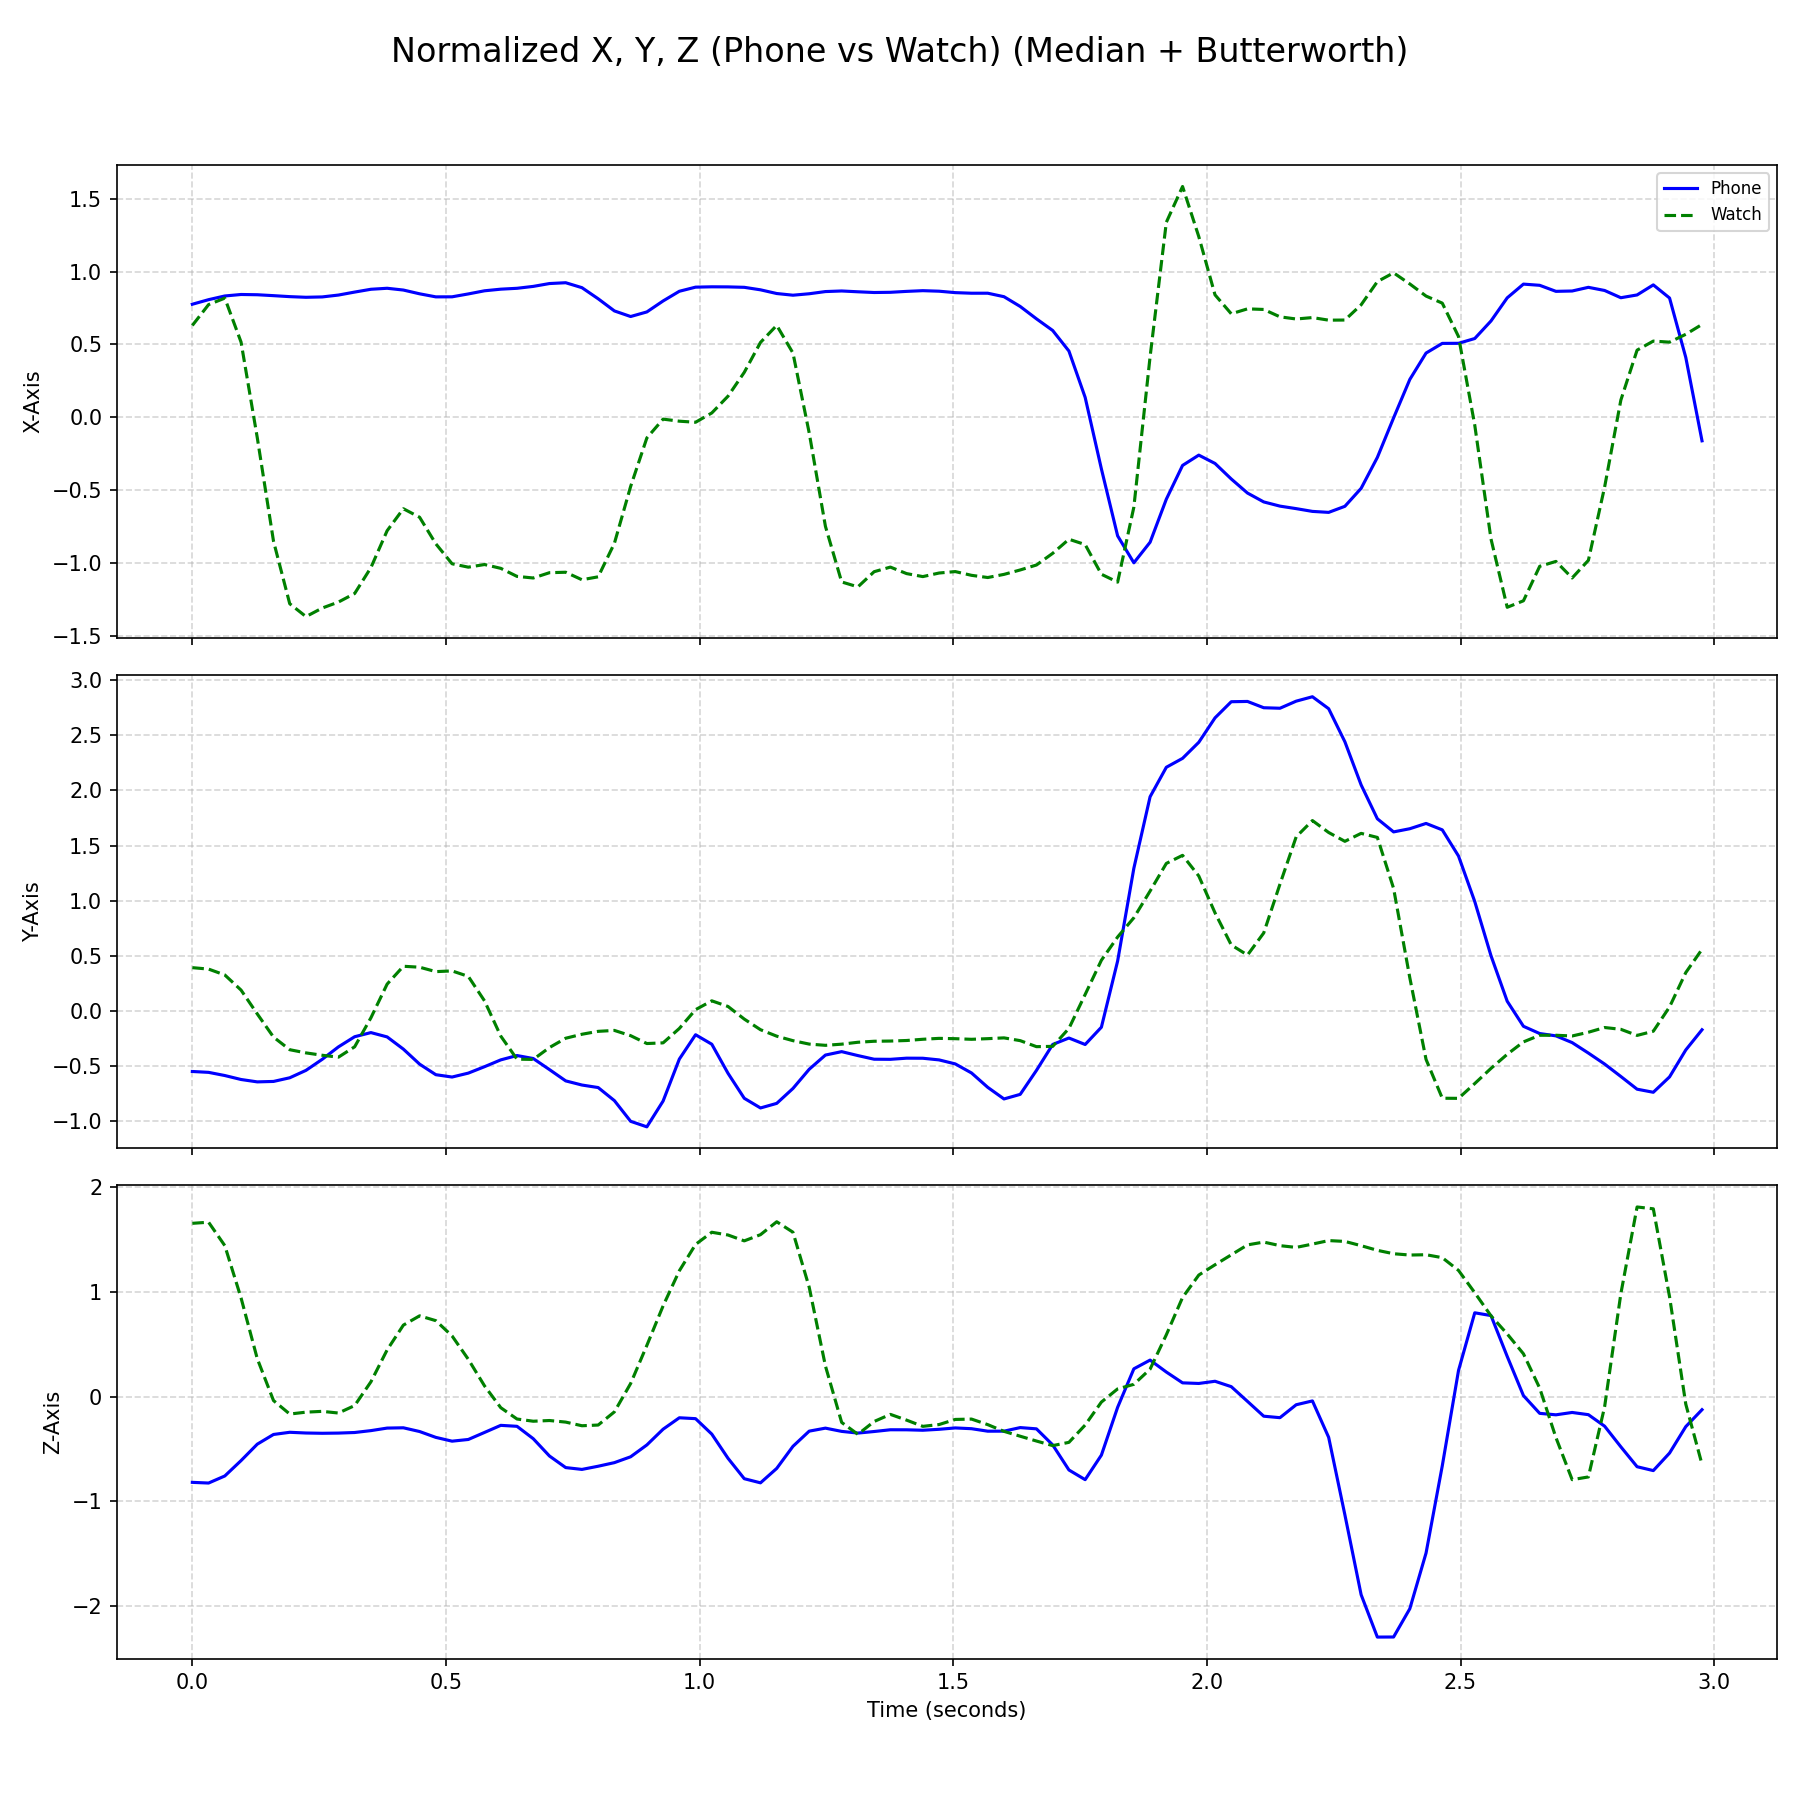 Normalized X, Y, Z (Phone vs Watch) (Median + Butterworth)
Phone
Watch
1.5
1.0
0.5
0.0
−0.5
−1.0
−1.5
X-Axis
3.0
2.5
2.0
1.5
1.0
0.5
0.0
−0.5
−1.0
Y-Axis
2
1
0
−1
−2
Z-Axis
0.0 0.5 1.0 1.5 2.0 2.5 3.0
Time (seconds)